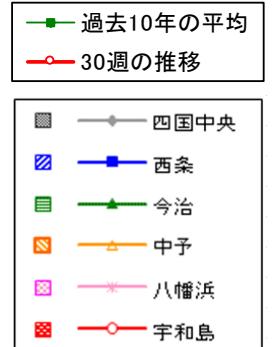 過去10年の平均
30週の推移
四国中央
西条
今治
中予
八幡浜
宇和島